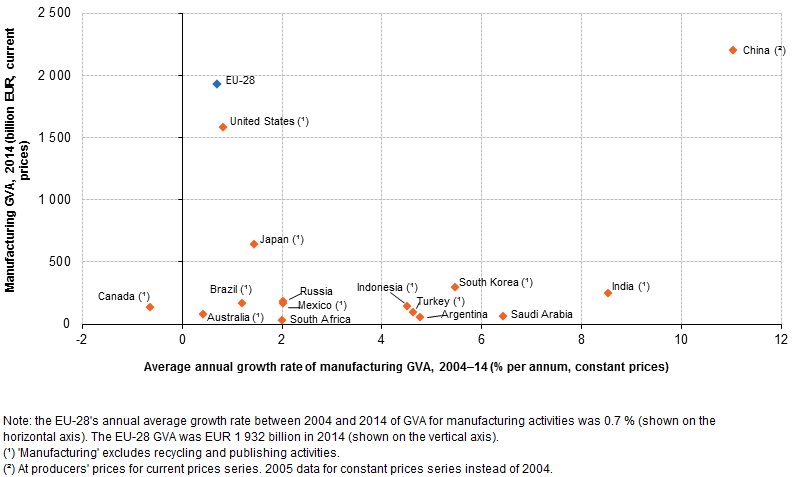 Manufacturing GVA, 2014 (billion EUR, current
prices)
2 500
2 000
1 500
1 000
500
0
China (²)
EU-28
United States (¹)
Japan (¹)
South Korea (¹)
India (¹)
Indonesia (¹)
Canada (¹)
Brazil (¹)
Russia
Mexico (¹)
Turkey (¹)
Australia (¹)
South Africa
Argentina
Saudi Arabia
-2 0 2 4 6 8 10 12
Average annual growth rate of manufacturing GVA, 2004–14 (% per annum, constant prices)
Note: the EU-28's annual average growth rate between 2004 and 2014 of GVA for manufacturing activities was 0.7 % (shown on the
horizontal axis). The EU-28 GVA was EUR 1 932 billion in 2014 (shown on the vertical axis).
(¹) 'Manufacturing' excludes recycling and publishing activities.
(²) At producers' prices for current prices series. 2005 data for constant prices series instead of 2004.